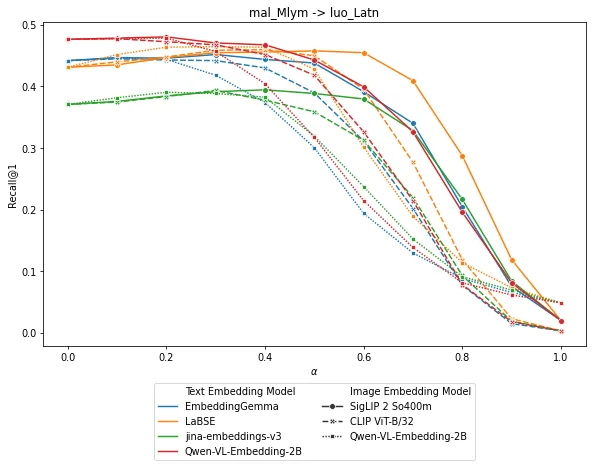 mal_Mlym -> luo_Latn
0.5
0.4
0.3
0.2
0.1
0.0
Recall@1
0.0 0.2 0.4 0.6 0.8 1.0
α
Text Embedding Model Image Embedding Model
EmbeddingGemma SigLIP 2 So400m
LaBSE CLIP ViT-B/32
jina-embeddings-v3 Qwen-VL-Embedding-2B
Qwen-VL-Embedding-2B